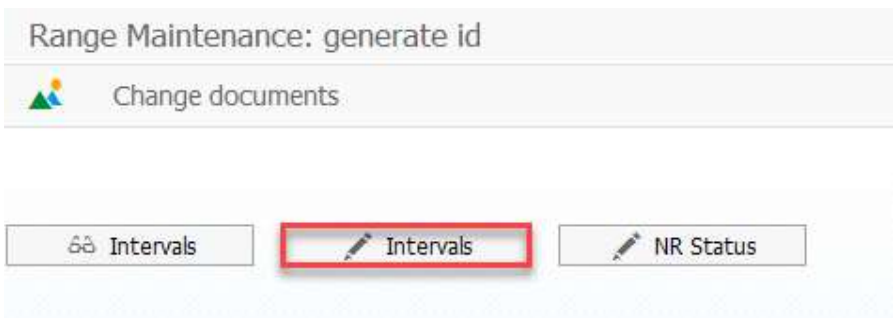 Range Maintenance: generate id
Change documents
Intervals Intervals NR Status